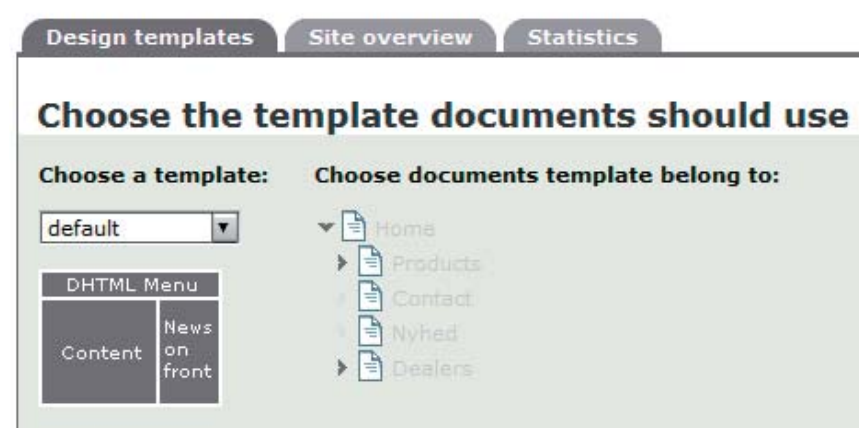 Design templates Site overview Statistics
Choose the template documents should use
Choose a template: Choose documents template belong to:
default
DHTML Menu
Content
News
on
front
Home
Products
Contact
Nyhed
Dealers